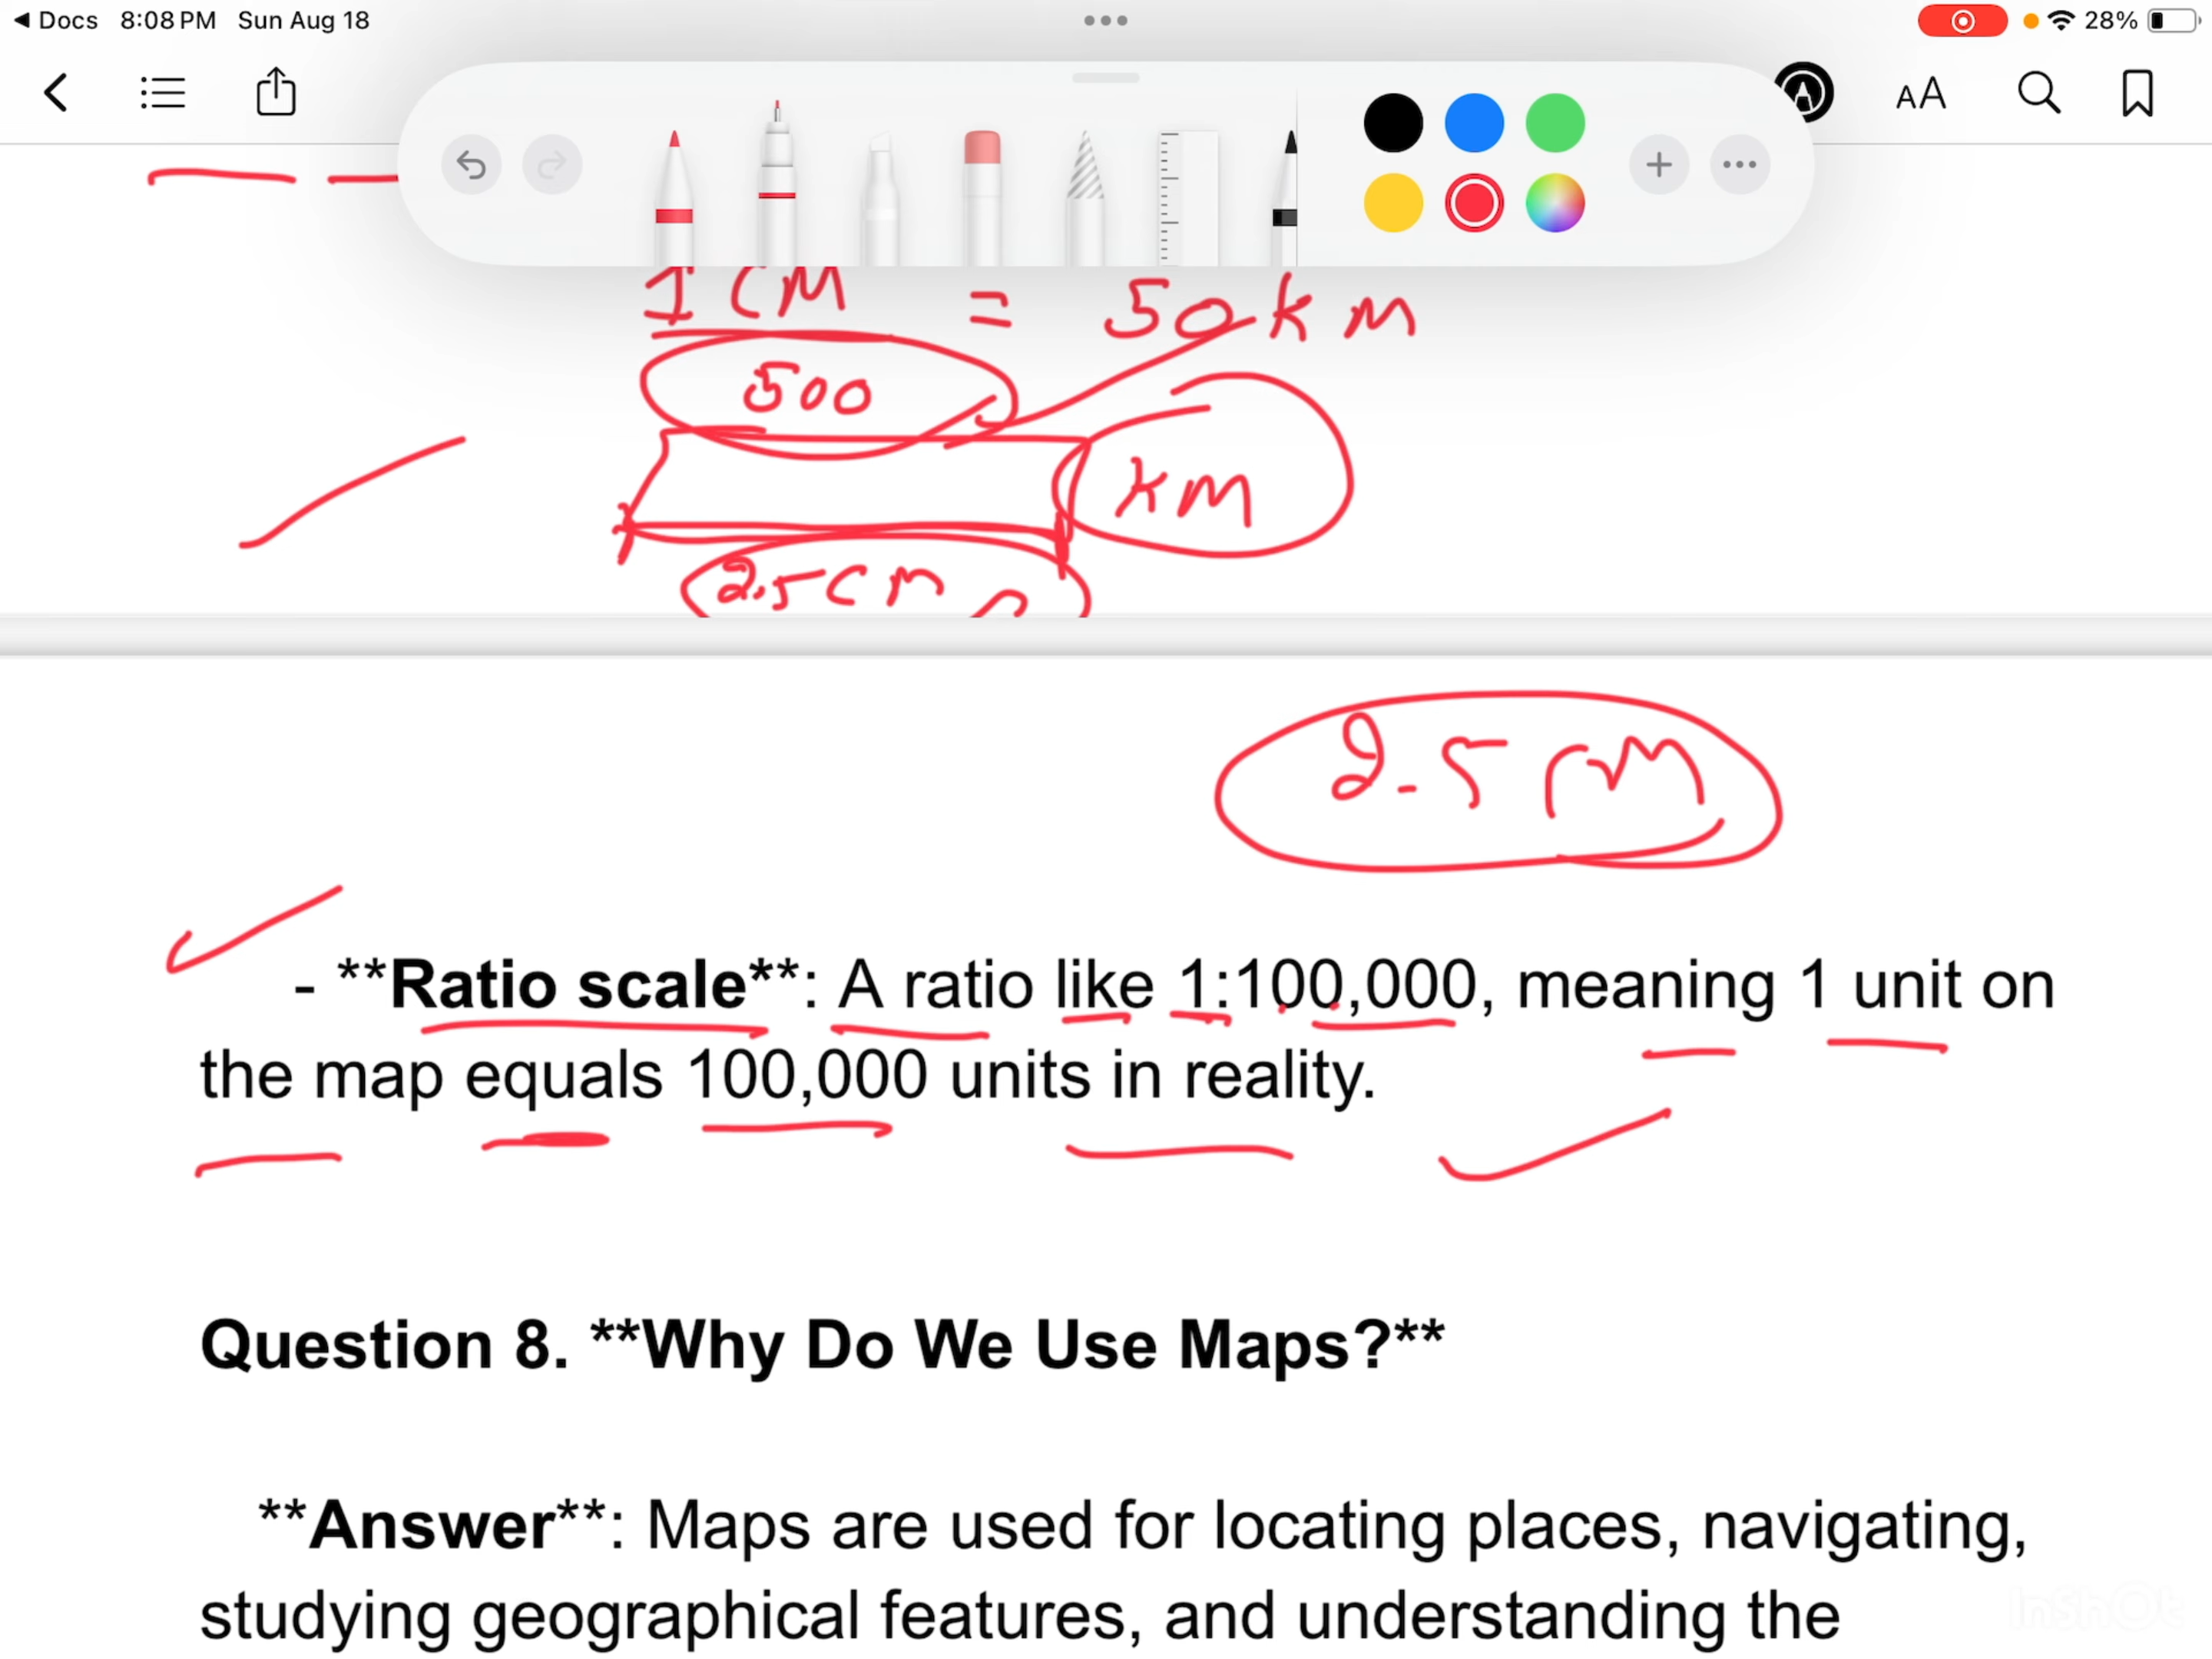 Docs 8:08 PM Sun Aug 18
28%
AA
1 CM = 50 KM
500
KM
2.5 CM
2.5 CM
- **Ratio scale**: A ratio like 1:100,000, meaning 1 unit on
the map equals 100,000 units in reality.
Question 8. **Why Do We Use Maps?**
**Answer**: Maps are used for locating places, navigating,
studying geographical features, and understanding the
InShOt